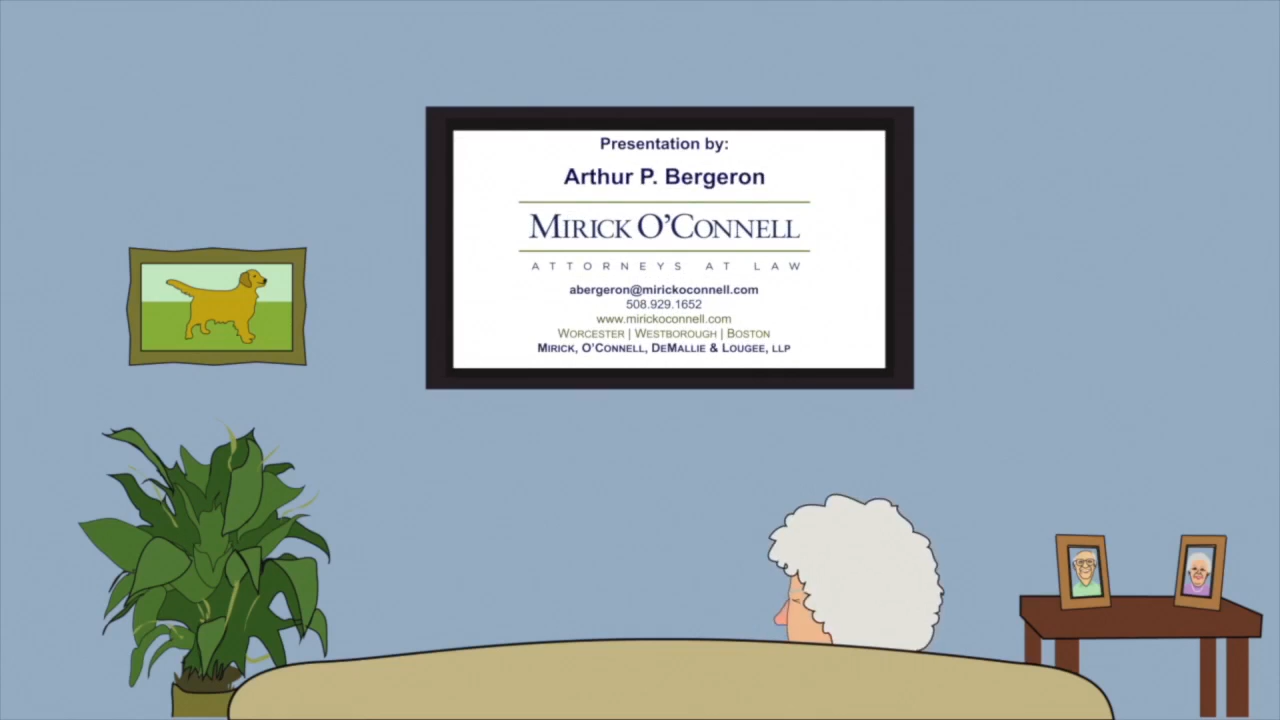 Presentation by:
Arthur P. Bergeron
MIRICK O'CONNELL
ATTORNEYS AT LAW
abergeron@mirickoconnell.com
508.929.1652
www.mirickoconnell.com
WORCESTER | WESTBOROUGH | BOSTON
MIRICK, O'CONNELL, DEMALLIE & LOUGEE, LLP